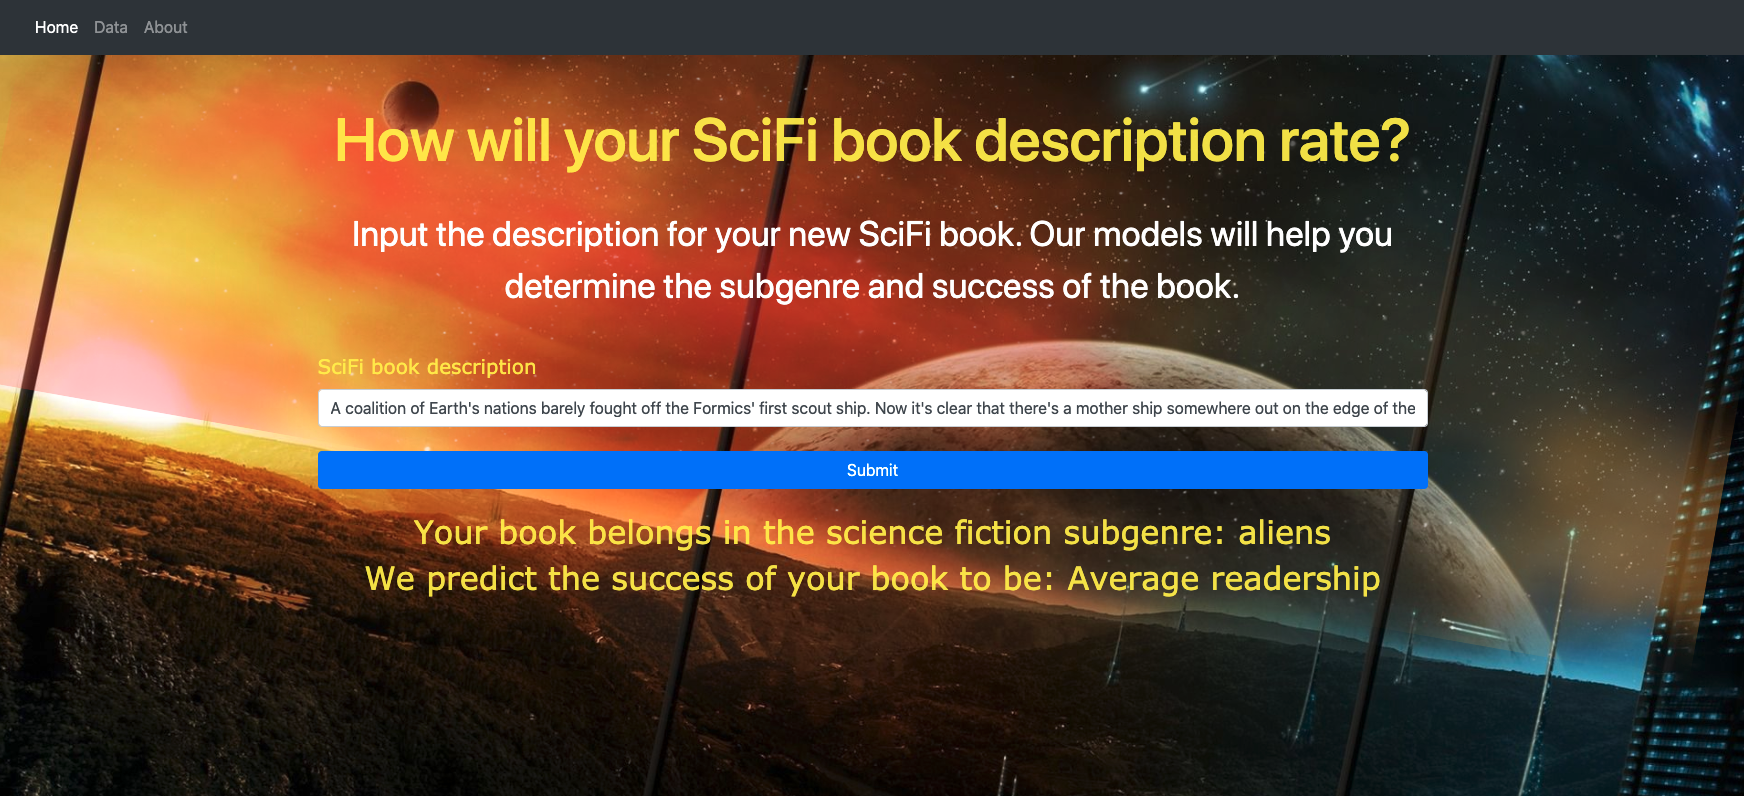 Home Data About
How will your SciFi book description rate?
Input the description for your new SciFi book. Our models will help you
determine the subgenre and success of the book.
SciFi book description
A coalition of Earth's nations barely fought off the Formics' first scout ship. Now it's clear that there's a mother ship somewhere out on the edge of the
Submit
Your book belongs in the science fiction subgenre: aliens
We predict the success of your book to be: Average readership